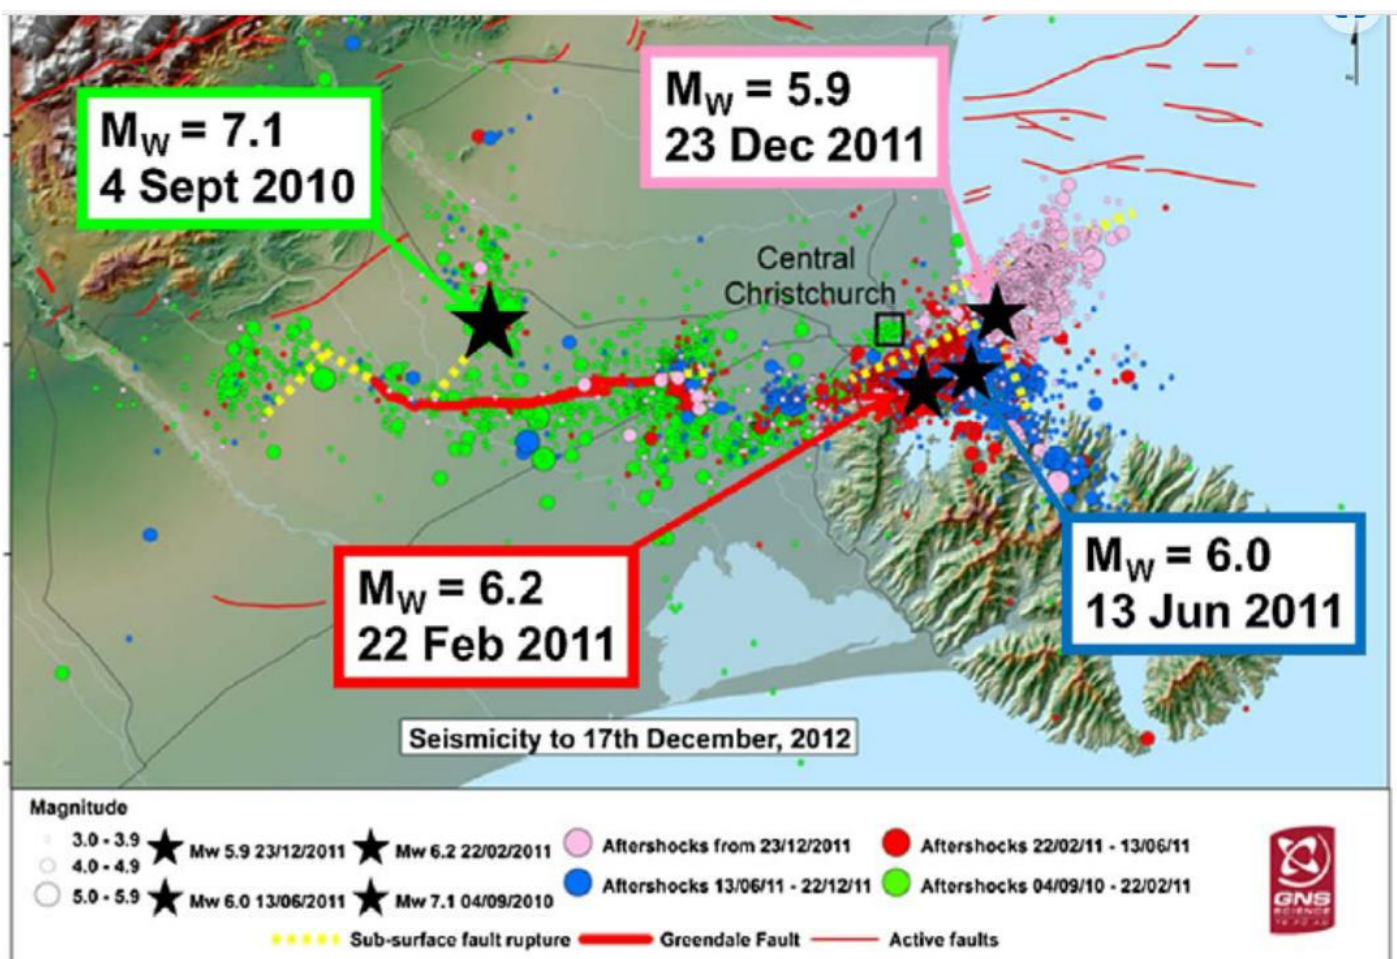 M_W = 5.9
23 Dec 2011
M_W = 7.1
4 Sept 2010
Central
Christchurch
M_W = 6.0
13 Jun 2011
M_W = 6.2
22 Feb 2011
Seismicity to 17th December, 2012
Magnitude
3.0 - 3.9
4.0 - 4.9
5.0 - 5.9
Mw 5.9 23/12/2011
Mw 6.0 13/06/2011
Mw 6.2 22/02/2011
Mw 7.1 04/09/2010
Aftershocks from 23/12/2011
Aftershocks 13/06/11 - 22/12/11
Aftershocks 22/02/11 - 13/06/11
Aftershocks 04/09/10 - 22/02/11
Sub-surface fault rupture
Greendale Fault
Active faults
GNS
SCIENCE